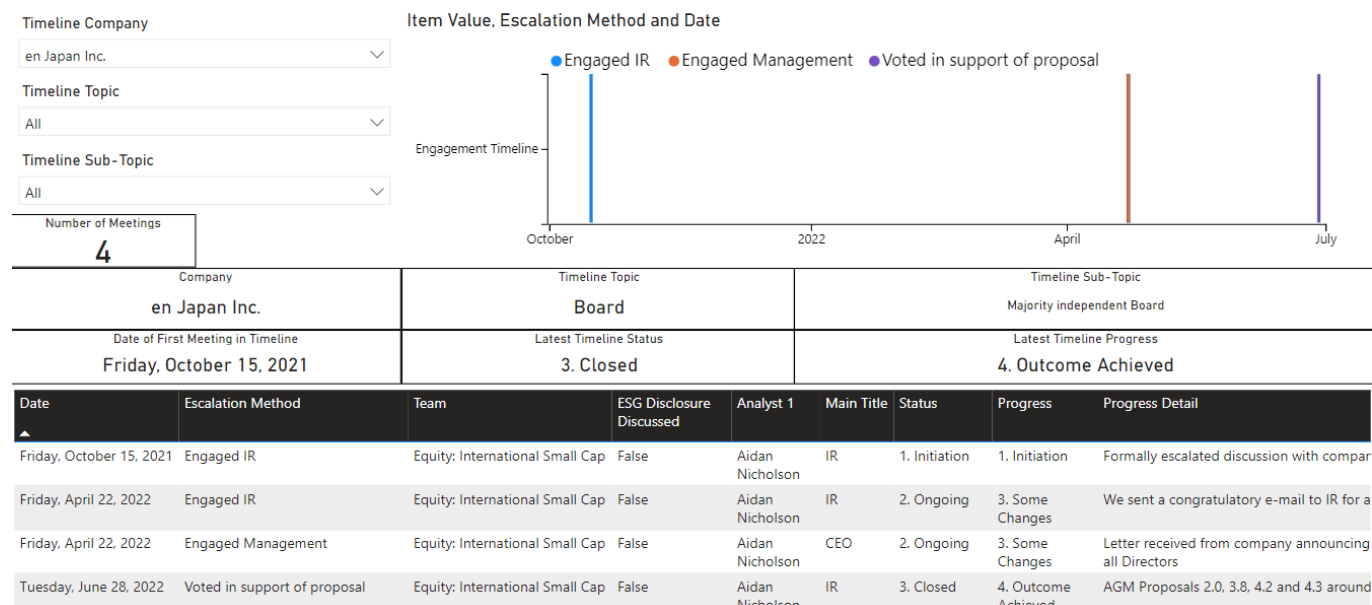 Timeline Company
en Japan Inc.
Timeline Topic
All
Timeline Sub-Topic
All
Number of Meetings
4
Item Value, Escalation Method and Date
Engaged IR Engaged Management Voted in support of proposal
Engagement Timeline
October 2022 April July
Company
en Japan Inc.
Timeline Topic
Board
Timeline Sub-Topic
Majority independent Board
Date of First Meeting in Timeline
Friday, October 15, 2021
Latest Timeline Status
3. Closed
Latest Timeline Progress
4. Outcome Achieved
Date Escalation Method Team ESG Disclosure Discussed Analyst 1 Main Title Status Progress Progress Detail
Friday, October 15, 2021 Engaged IR Equity: International Small Cap False Aidan Nicholson IR 1. Initiation 1. Initiation Formally escalated discussion with compar
Friday, April 22, 2022 Engaged IR Equity: International Small Cap False Aidan Nicholson IR 2. Ongoing 3. Some Changes We sent a congratulatory e-mail to IR for a
Friday, April 22, 2022 Engaged Management Equity: International Small Cap False Aidan Nicholson CEO 2. Ongoing 3. Some Changes Letter received from company announcing all Directors
Tuesday, June 28, 2022 Voted in support of proposal Equity: International Small Cap False Aidan Nicholson IR 3. Closed 4. Outcome Achieved AGM Proposals 2.0, 3.8, 4.2 and 4.3 around